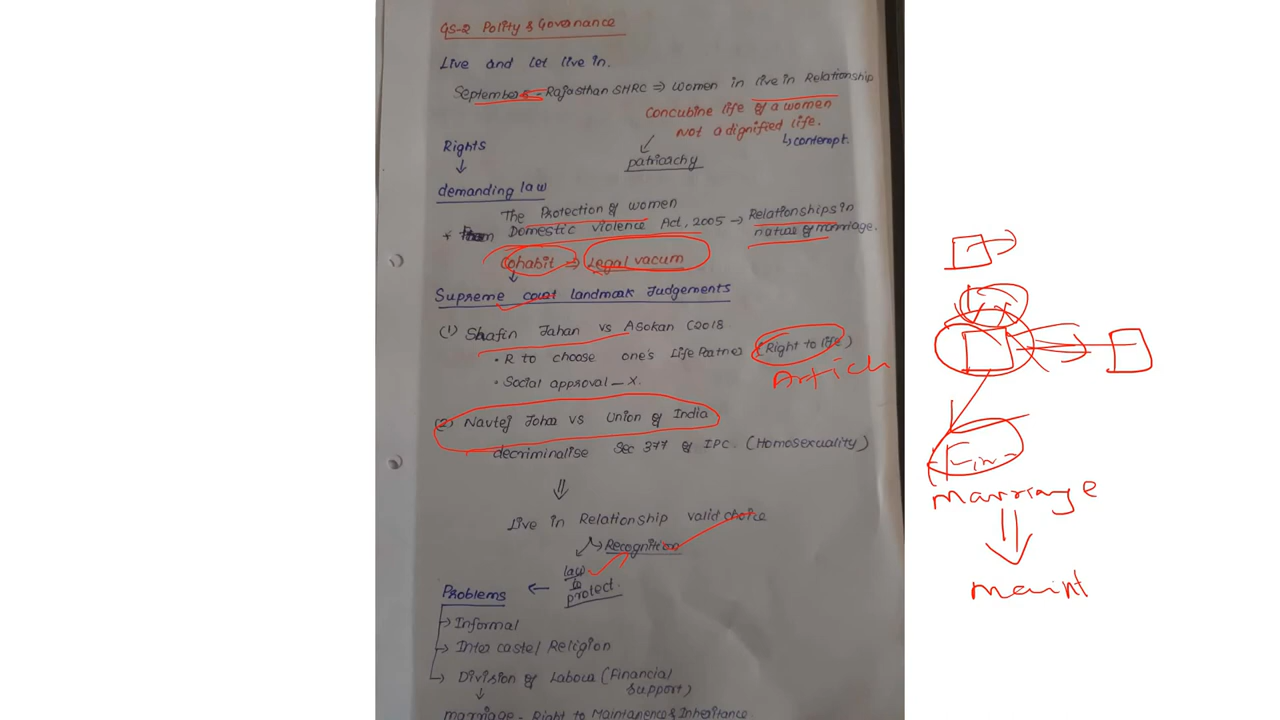 GS-2 Polity & Governance
Live and let live in.
September - Rajasthan SHRC ⇒ Women in live in Relationship
Concubine life of a women
not a dignified life.
↳ contempt.
Rights
↓
patriachy
demanding law
* The Protection of women
Domestic violence Act, 2005 → Relationships in
nature of marriage.
Cohabit ⇒ Legal vacum
Supreme court landmark Judgements
(1) Shafin Jahan vs Asokan (2018
• R to choose one's Life Partner (Right to life)
Article
• Social approval – X.
(2) Navtej Johar vs Union of India
decriminalise Sec 377 of IPC. (Homosexuality)
⇓
Live in Relationship valid choice
→ Recognition
law
to
protect.
Problems ←
→ Informal
→ Inter caste/ Religion
→ Division of Labour (Financial
support)
↓
marriage - Right to Maintanence & Inheritance
marriage
⇓
maint